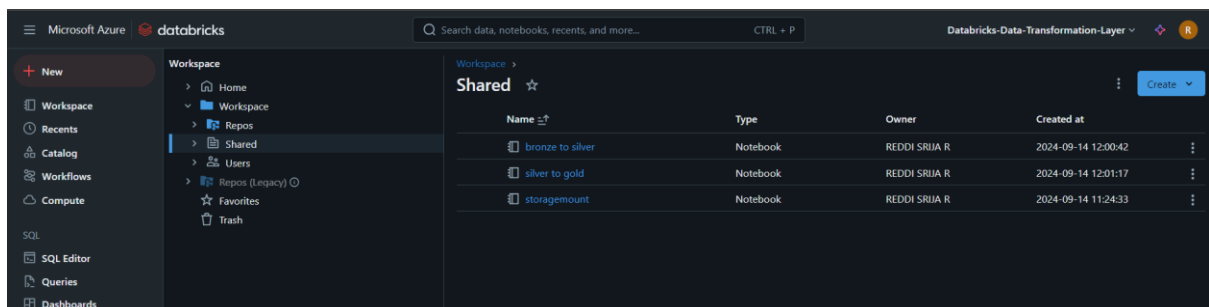 Microsoft Azure databricks Search data, notebooks, recents, and more... CTRL + P Databricks-Data-Transformation-Layer R
New
Workspace
Recents
Catalog
Workflows
Compute
SQL
SQL Editor
Queries
Dashboards
Workspace
Home
Workspace
Repos
Shared
Users
Repos (Legacy)
Favorites
Trash
Workspace >
Shared Create
Name Type Owner Created at
bronze to silver Notebook REDDI SRIJA R 2024-09-14 12:00:42
silver to gold Notebook REDDI SRIJA R 2024-09-14 12:01:17
storagemount Notebook REDDI SRIJA R 2024-09-14 11:24:33